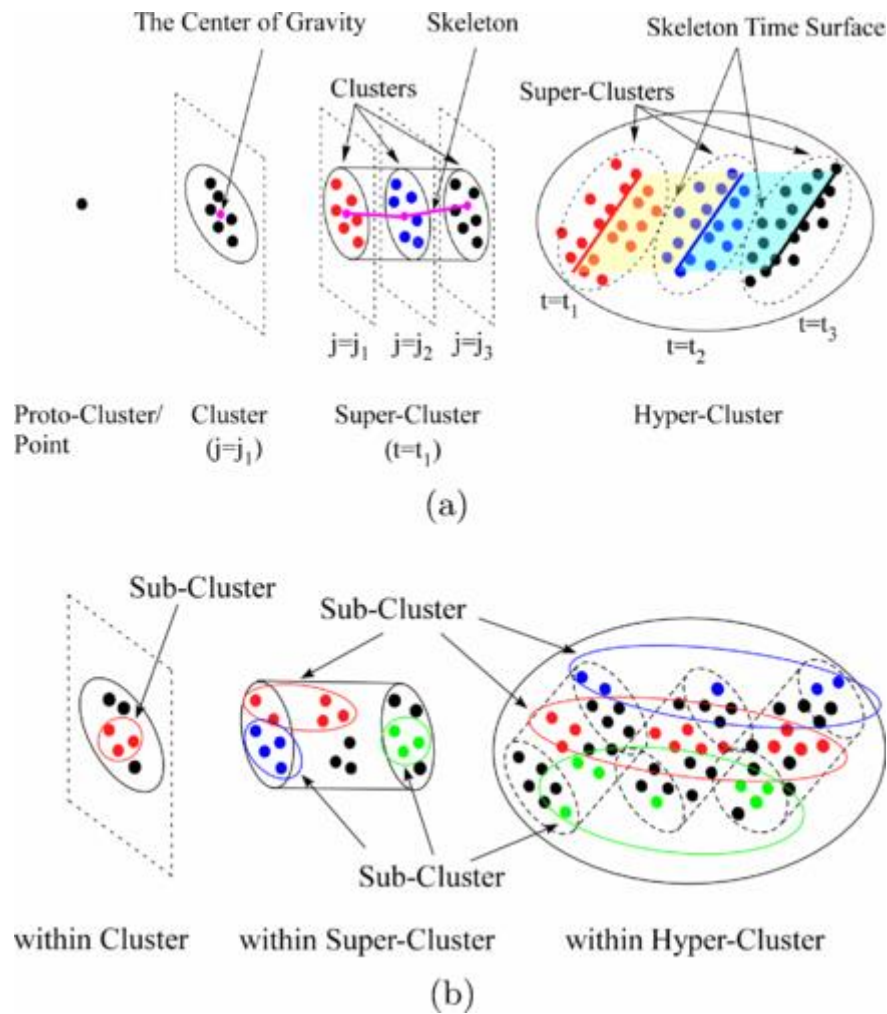 The Center of Gravity
Skeleton
Skeleton Time Surface
Clusters
Super-Clusters
j=j1
j=j2
j=j3
t=t1
t=t2
t=t3
Proto-Cluster/
Point
Cluster
(j=j1)
Super-Cluster
(t=t1)
Hyper-Cluster
(a)
Sub-Cluster
Sub-Cluster
Sub-Cluster
within Cluster
within Super-Cluster
within Hyper-Cluster
(b)